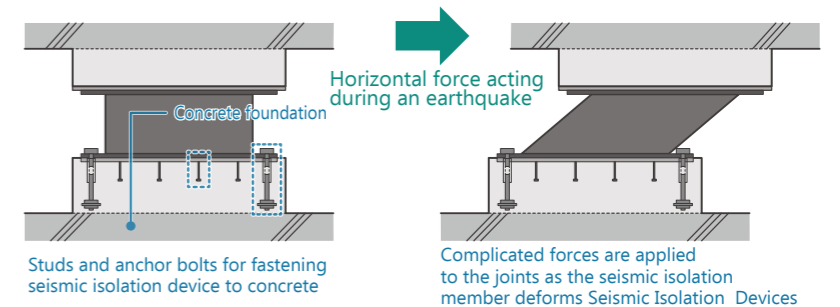 Horizontal force acting
during an earthquake
Concrete foundation
Studs and anchor bolts for fastening
seismic isolation device to concrete
Complicated forces are applied
to the joints as the seismic isolation
member deforms Seismic Isolation Devices